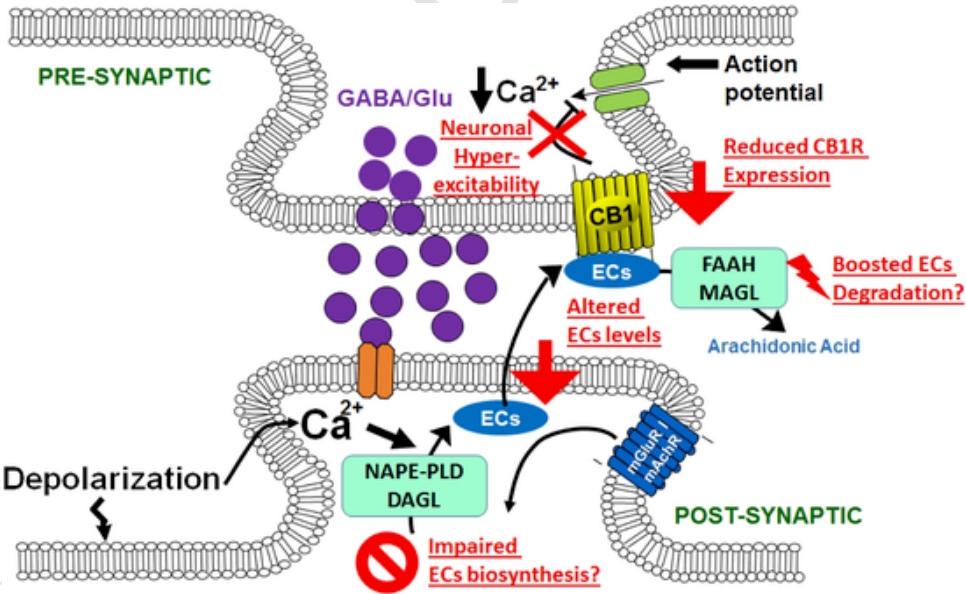 PRE-SYNAPTIC
GABA/Glu
Ca2+
Neuronal
Hyper-
excitability
Action
potential
Reduced CB1R
Expression
CB1
ECs
FAAH
MAGL
Boosted ECs
Degradation?
Altered
ECs levels
Arachidonic Acid
Ca2+
ECs
Depolarization
NAPE-PLD
DAGL
mGluR I
mAchR
POST-SYNAPTIC
Impaired
ECs biosynthesis?